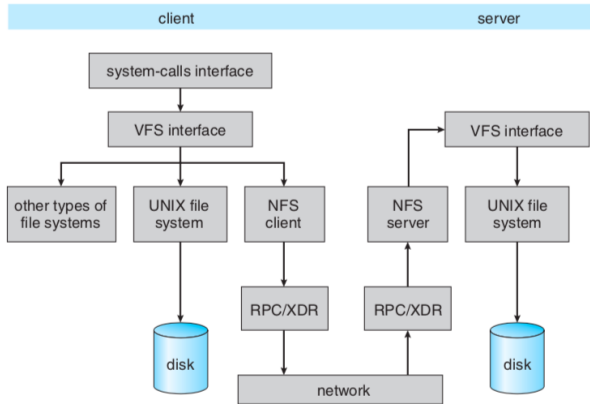 client
server
system-calls interface
VFS interface
VFS interface
other types of
file systems
UNIX file
system
NFS
client
NFS
server
UNIX file
system
RPC/XDR
RPC/XDR
disk
disk
network